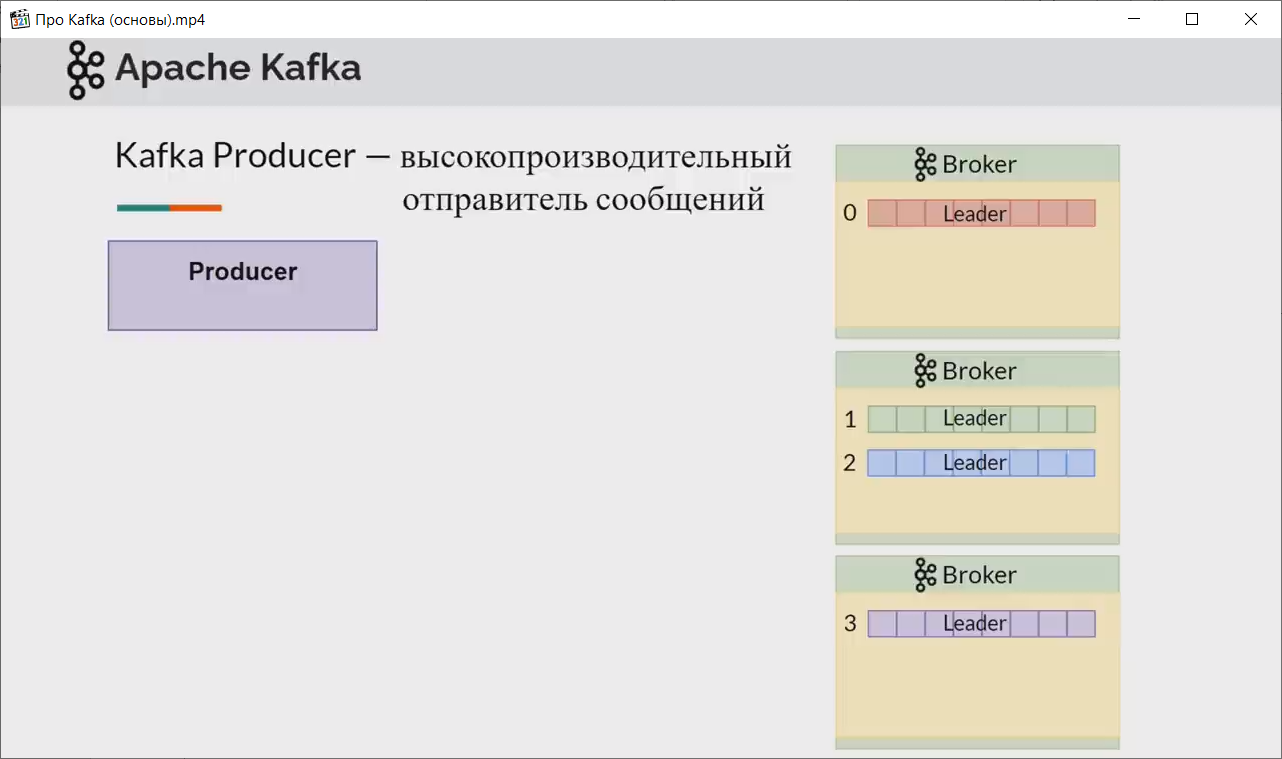 Про Kafka (основы).mp4
Apache Kafka
Kafka Producer — высокопроизводительный
отправитель сообщений
Producer
Broker
0 Leader
Broker
1 Leader
2 Leader
Broker
3 Leader